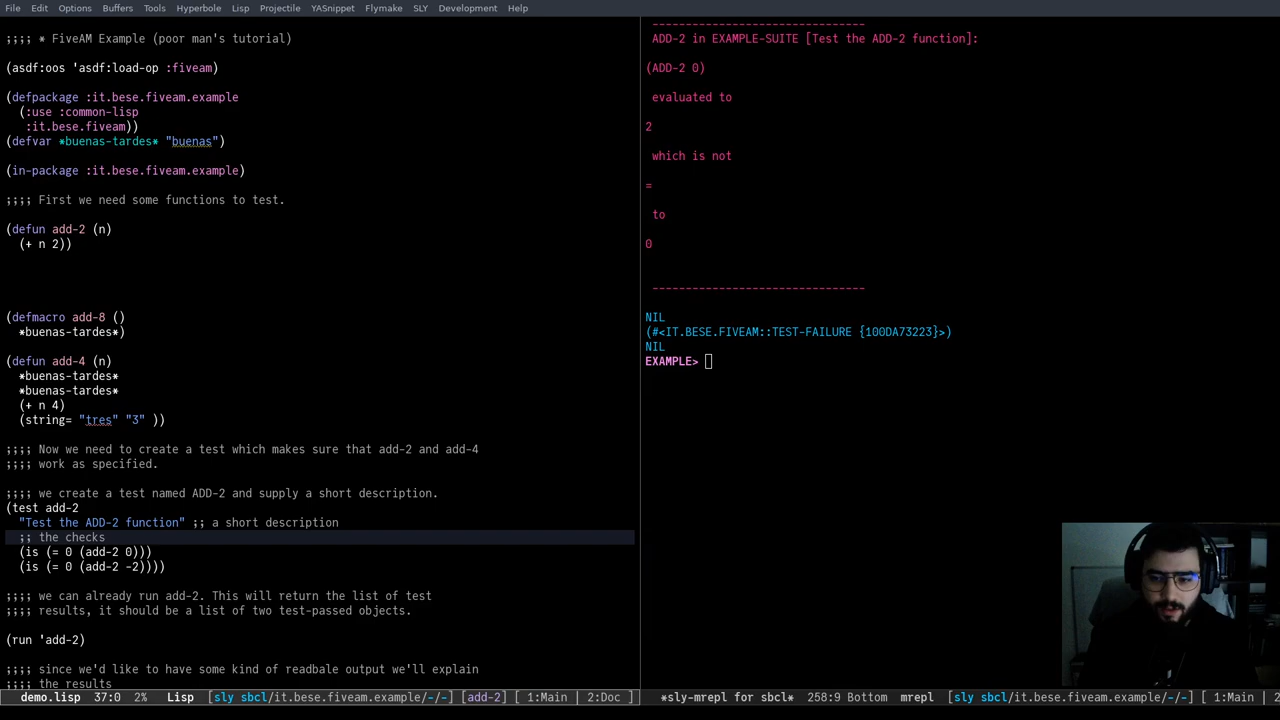 File Edit Options Buffers Tools Hyperbole Lisp Projectile YASnippet Flymake SLY Development Help
;;;; * FiveAM Example (poor man's tutorial)
(asdf:oos 'asdf:load-op :fiveam)
(defpackage :it.bese.fiveam.example
(:use :common-lisp
:it.bese.fiveam))
(defvar *buenas-tardes* "buenas")
(in-package :it.bese.fiveam.example)
;;;; First we need some functions to test.
(defun add-2 (n)
(+ n 2))
(defmacro add-8 ()
*buenas-tardes*)
(defun add-4 (n)
*buenas-tardes*
*buenas-tardes*
(+ n 4)
(string= "tres" "3" ))
;;;; Now we need to create a test which makes sure that add-2 and add-4
;;;; work as specified.
;;;; we create a test named ADD-2 and supply a short description.
(test add-2
"Test the ADD-2 function" ;; a short description
;; the checks
(is (= 0 (add-2 0)))
(is (= 0 (add-2 -2))))
;;;; we can already run add-2. This will return the list of test
;;;; results, it should be a list of two test-passed objects.
(run 'add-2)
;;;; since we'd like to have some kind of readbale output we'll explain
;;;; the results
demo.lisp 37:0 2% Lisp [sly sbcl/it.bese.fiveam.example/-/-] [add-2] [ 1:Main | 2:Doc
--------------------------------
ADD-2 in EXAMPLE-SUITE [Test the ADD-2 function]:
(ADD-2 0)
evaluated to
2
which is not
=
to
0
--------------------------------
NIL
(#<IT.BESE.FIVEAM::TEST-FAILURE {100DA73223}>)
NIL
EXAMPLE>
*sly-mrepl for sbcl* 258:9 Bottom mrepl [sly sbcl/it.bese.fiveam.example/-/-] [ 1:Main | 2